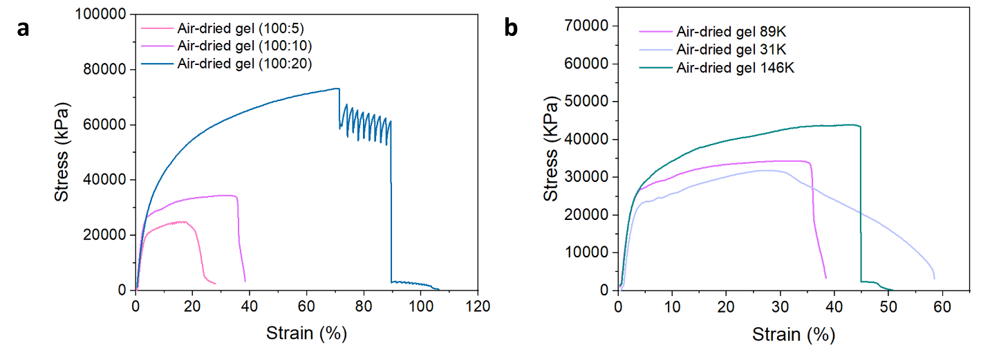 a
100000
80000
60000
40000
20000
0
Stress (kPa)
Air-dried gel (100:5)
Air-dried gel (100:10)
Air-dried gel (100:20)
0 20 40 60 80 100 120
Strain (%)
b
70000
60000
50000
40000
30000
20000
10000
0
Stress (KPa)
Air-dried gel 89K
Air-dried gel 31K
Air-dried gel 146K
0 10 20 30 40 50 60
Strain (%)